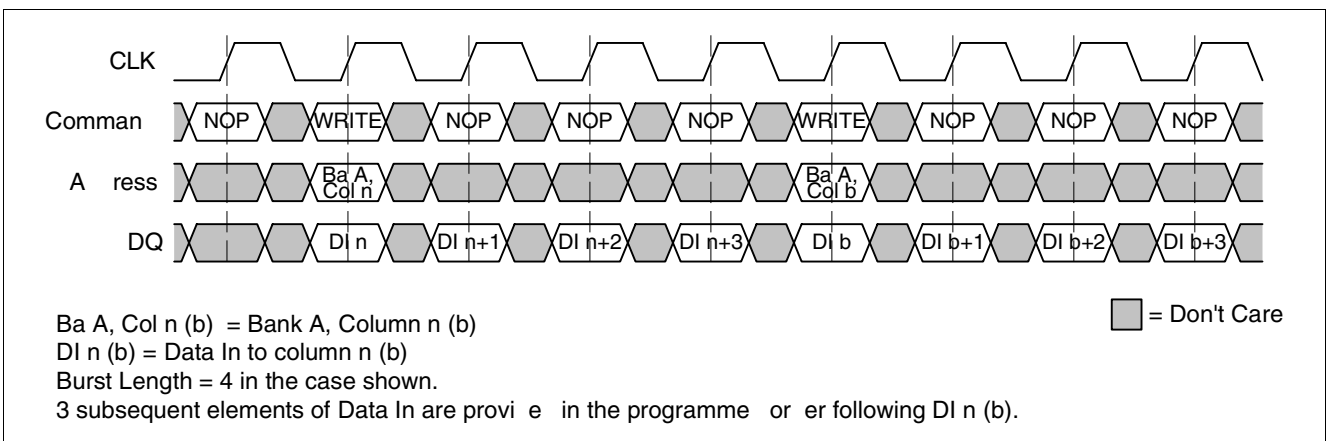 CLK
Comman NOP WRITE NOP NOP NOP WRITE NOP NOP NOP
A ress Ba A, Col n Ba A, Col b
DQ DI n DI n+1 DI n+2 DI n+3 DI b DI b+1 DI b+2 DI b+3
Ba A, Col n (b) = Bank A, Column n (b)
= Don't Care
DI n (b) = Data In to column n (b)
Burst Length = 4 in the case shown.
3 subsequent elements of Data In are provi e in the programme or er following DI n (b).